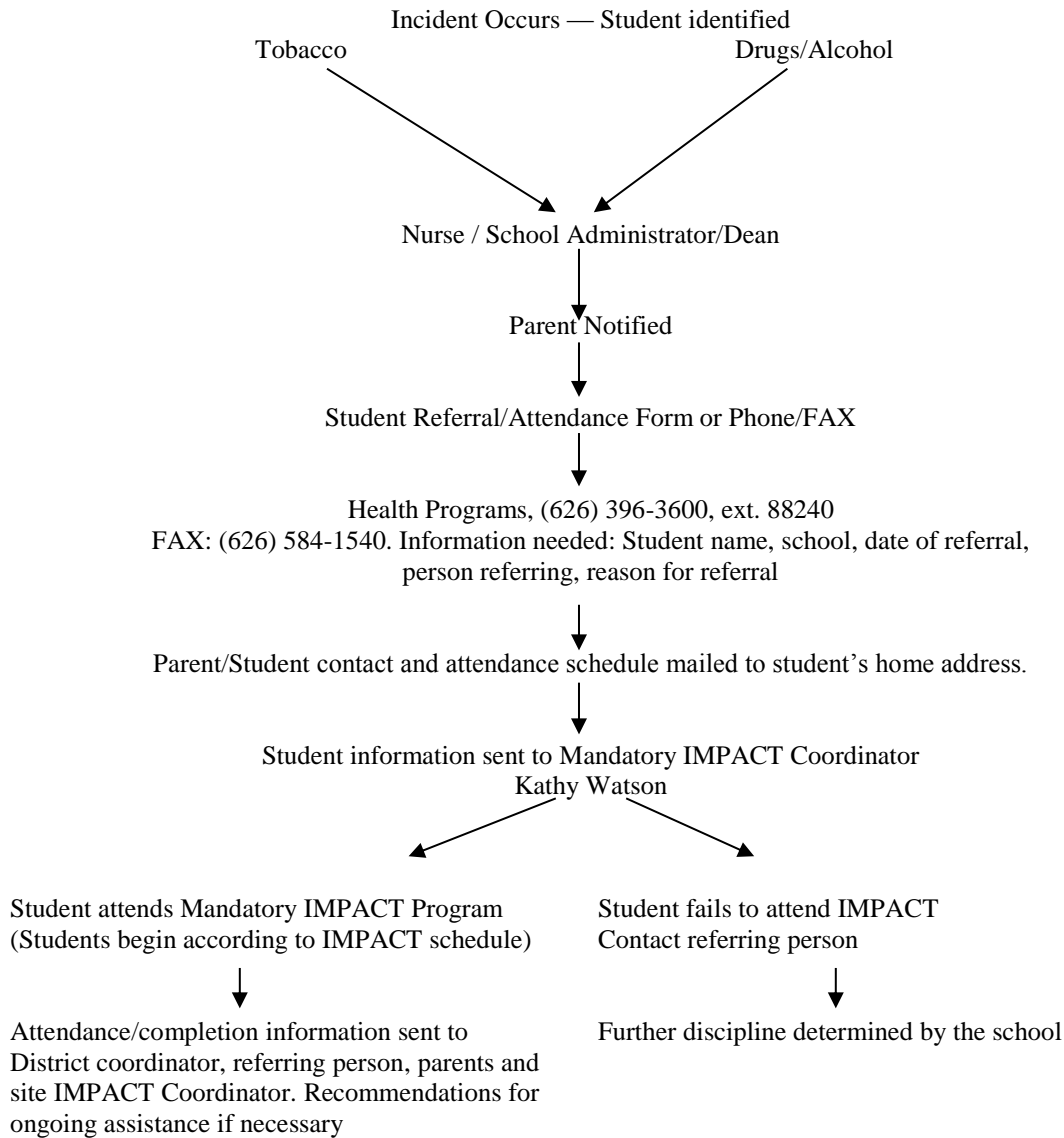 Incident Occurs — Student identified
Tobacco
Drugs/Alcohol
Nurse / School Administrator/Dean
Parent Notified
Student Referral/Attendance Form or Phone/FAX
Health Programs, (626) 396-3600, ext. 88240
FAX: (626) 584-1540. Information needed: Student name, school, date of referral,
person referring, reason for referral
Parent/Student contact and attendance schedule mailed to student’s home address.
Student information sent to Mandatory IMPACT Coordinator
Kathy Watson
Student attends Mandatory IMPACT Program
(Students begin according to IMPACT schedule)
Attendance/completion information sent to
District coordinator, referring person, parents and
site IMPACT Coordinator. Recommendations for
ongoing assistance if necessary
Student fails to attend IMPACT
Contact referring person
Further discipline determined by the school